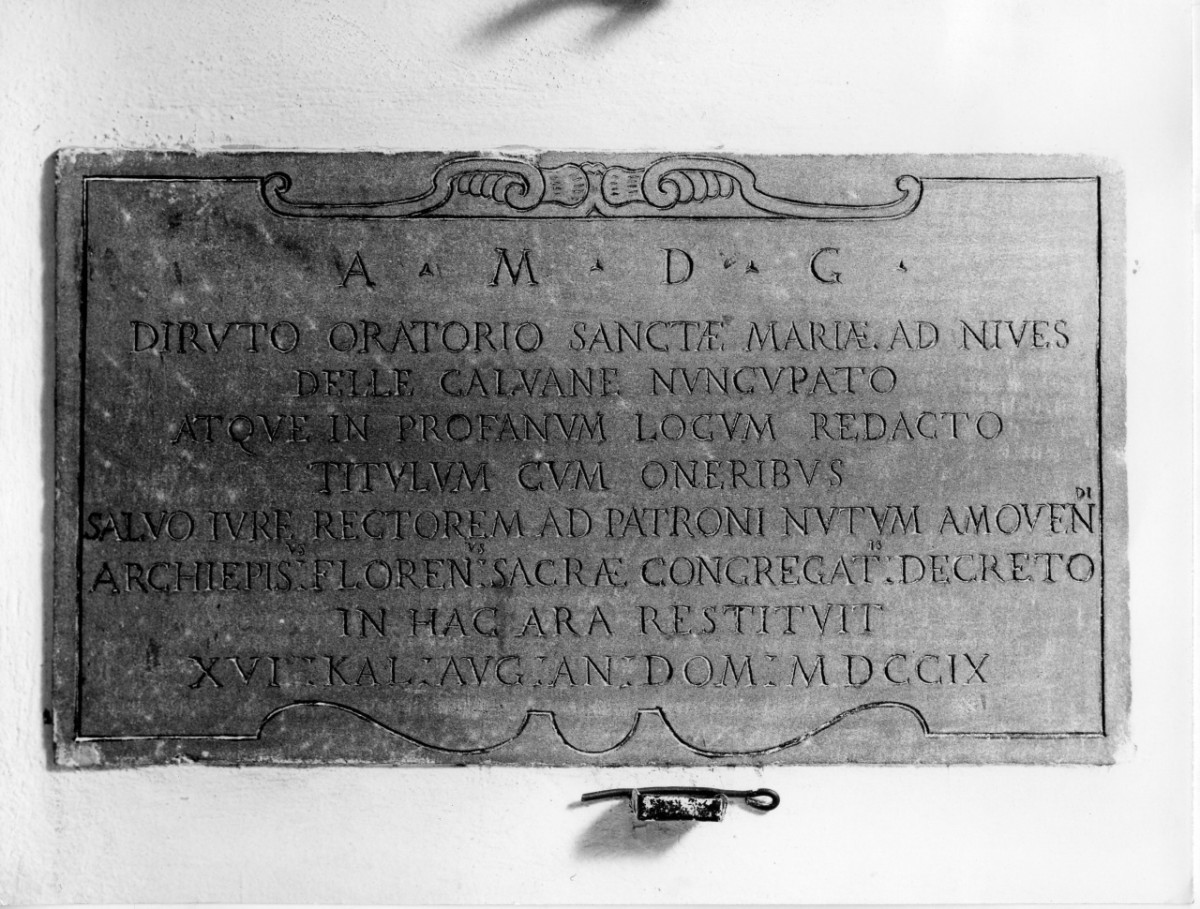 A · M · D · G ·
DIRVTO ORATORIO SANCTÆ MARIÆ. AD NIVES
DELLE CALVANE NVNCVPATO
ATQVE IN PROFANVM LOCVM REDACTO
TITVLVM CVM ONERIBVS
SALVO IVRE RECTOREM AD PATRONI NVTVM AMOVEN DI
ARCHIEPIS: VS FLOREN: VS SACRÆ CONGREGAT: IS DECRETO
IN HAC ARA RESTITVIT
XVI: KAL: AVG: AN: DOM: MDCCIX